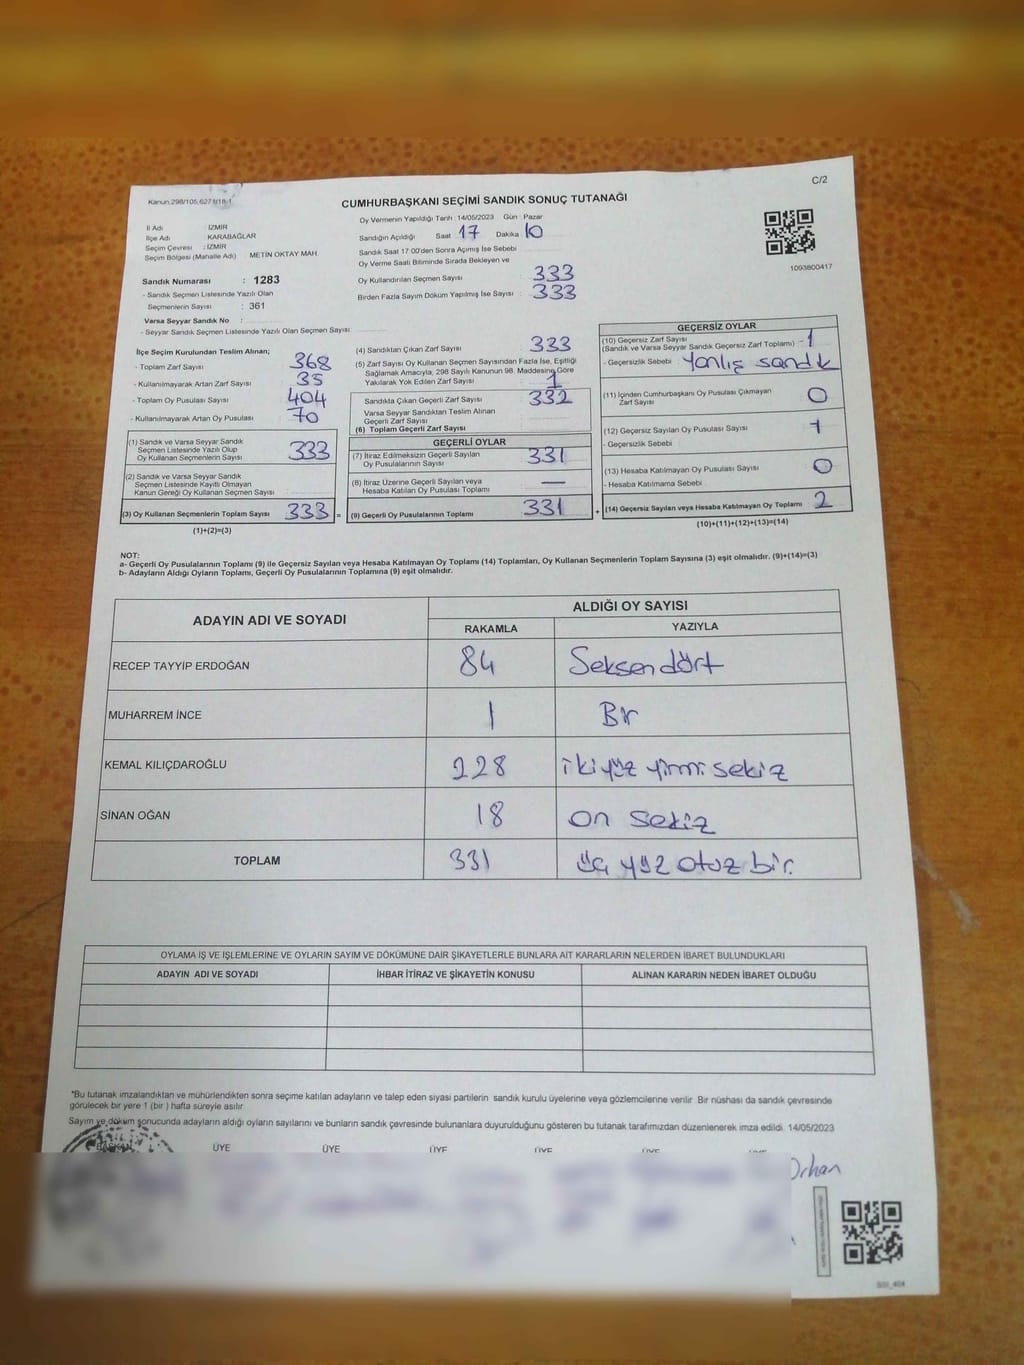 C/2
Kanun,298/105,6271/18-1
CUMHURBAŞKANI SEÇİMİ SANDIK SONUÇ TUTANAĞI
Oy Vermenin Yapıldığı Tarih :14/05/2023 Gün : Pazar
İl Adı : İZMİR
İlçe Adı : KARABAĞLAR
Seçim Çevresi : İZMİR
Seçim Bölgesi (Mahalle Adı) METİN OKTAY MAH.
Sandığın Açıldığı Saat 17 Dakika 10
Sandık Saat 17:00'den Sonra Açımış İse Sebebi
Oy Verme Saati Bitiminde Sırada Bekleyen ve
Oy Kullandırılan Seçmen Sayısı 333
Birden Fazla Sayım Döküm Yapılmış İse Sayısı : 333
1093800417
Sandık Numarası : 1283
- Sandık Seçmen Listesinde Yazılı Olan
Seçmenlerin Sayısı : 361
Varsa Seyyar Sandık No :
- Seyyar Sandık Seçmen Listesinde Yazılı Olan Seçmen Sayısı
İlçe Seçim Kurulundan Teslim Alınan;
- Toplam Zarf Sayısı 368
- Kullanılmayarak Artan Zarf Sayısı 35
- Toplam Oy Pusulası Sayısı 404
- Kullanılmayarak Artan Oy Pusulası 70
(1) Sandık ve Varsa Seyyar Sandık
Seçmen Listesinde Yazılı Olup
Oy Kullanan Seçmenlerin Sayısı 333
(2) Sandık ve Varsa Seyyar Sandık
Seçmen Listesinde Kayıtlı Olmayan
Kanun Gereği Oy Kullanan Seçmen Sayısı
(3) Oy Kullanan Seçmenlerin Toplam Sayısı 333 =
(1)+(2)=(3)
(4) Sandıktan Çıkan Zarf Sayısı 333
(5) Zarf Sayısı Oy Kullanan Seçmen Sayısından Fazla İse, Eşitliği
Sağlamak Amacıyla, 298 Sayılı Kanunun 98. Maddesine Göre
Yakılarak Yok Edilen Zarf Sayısı 1
Sandıkta Çıkan Geçerli Zarf Sayısı 332
Varsa Seyyar Sandıktan Teslim Alınan
Geçerli Zarf Sayısı
(6) Toplam Geçerli Zarf Sayısı
GEÇERLİ OYLAR
(7) İtiraz Edilmeksizin Geçerli Sayılan
Oy Pusulalarının Sayısı 331
(8) İtiraz Üzerine Geçerli Sayılan veya
Hesaba Katılan Oy Pusulası Toplamı —
(9) Geçerli Oy Pusulalarının Toplamı 331 +
GEÇERSİZ OYLAR
(10) Geçersiz Zarf Sayısı
(Sandık ve Varsa Seyyar Sandık Geçersiz Zarf Toplamı) 1
- Geçersizlik Sebebi Yanlış sandık
(11) İçinden Cumhurbaşkanı Oy Pusulası Çıkmayan
Zarf Sayısı 0
(12) Geçersiz Sayılan Oy Pusulası Sayısı 1
- Geçersizlik Sebebi
(13) Hesaba Katılmayan Oy Pusulası Sayısı 0
- Hesaba Katılmama Sebebi
(14) Geçersiz Sayılan veya Hesaba Katılmayan Oy Toplamı 2
(10)+(11)+(12)+(13)=(14)
NOT:
a- Geçerli Oy Pusulalarının Toplamı (9) ile Geçersiz Sayılan veya Hesaba Katılmayan Oy Toplamı (14) Toplamları, Oy Kullanan Seçmenlerin Toplam Sayısına (3) eşit olmalıdır. (9)+(14)=(3)
b- Adayların Aldığı Oyların Toplamı, Geçerli Oy Pusulalarının Toplamına (9) eşit olmalıdır.
ADAYIN ADI VE SOYADI
ALDIĞI OY SAYISI
RAKAMLA YAZIYLA
RECEP TAYYİP ERDOĞAN 84 Seksen dört
MUHARREM İNCE 1 Bir
KEMAL KILIÇDAROĞLU 228 iki yüz yirmi sekiz
SİNAN OĞAN 18 on sekiz
TOPLAM 331 üç yüz otuz bir.
OYLAMA İŞ VE İŞLEMLERİNE VE OYLARIN SAYIM VE DÖKÜMÜNE DAİR ŞİKAYETLERLE BUNLARA AİT KARARLARIN NELERDEN İBARET BULUNDUKLARI
ADAYIN ADI VE SOYADI İHBAR İTİRAZ VE ŞİKAYETİN KONUSU ALINAN KARARIN NEDEN İBARET OLDUĞU
*Bu tutanak imzalandıktan ve mühürlendikten sonra seçime katılan adayların ve talep eden siyasi partilerin sandık kurulu üyelerine veya gözlemcilerine verilir. Bir nüshası da sandık çevresinde
görülecek bir yere 1 (bir) hafta süreyle asılır.
Sayım ve döküm sonucunda adayların aldığı oyların sayılarını ve bunların sandık çevresinde bulunanlara duyurulduğunu gösteren bu tutanak tarafımızdan düzenlenerek imza edildi. 14/05/2023
BAŞKAN ÜYE ÜYE ÜYE ÜYE
Orhan